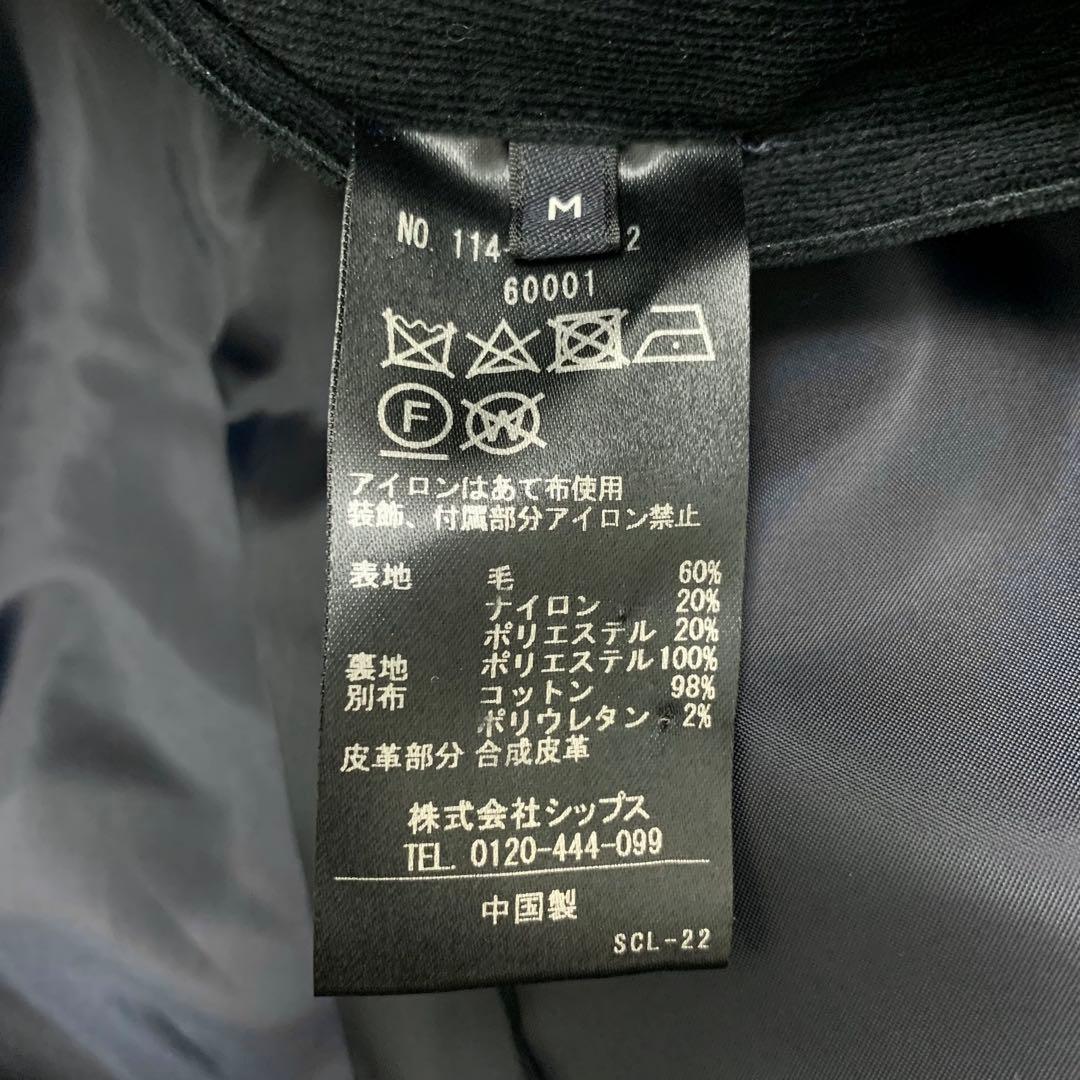 M
NO. 114- 2
60001
F
W
アイロンはあて布使用
装飾、付属部分アイロン禁止
表地 毛 60%
ナイロン 20%
ポリエステル 20%
裏地 ポリエステル 100%
別布 コットン 98%
ポリウレタン 2%
皮革部分 合成皮革
株式会社シップス
TEL. 0120-444-099
中国製
SCL-22